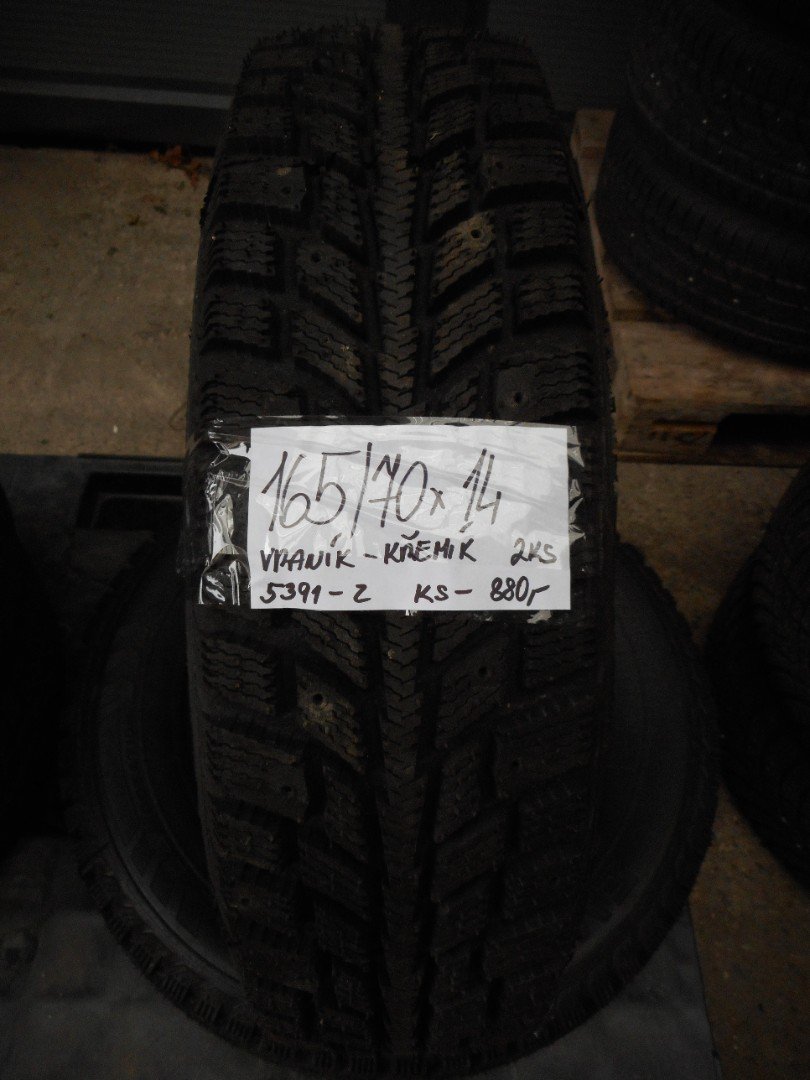 165/70x14
VRANÍK-KŘEMÍK 2KS
5391-Z KS- 880,-